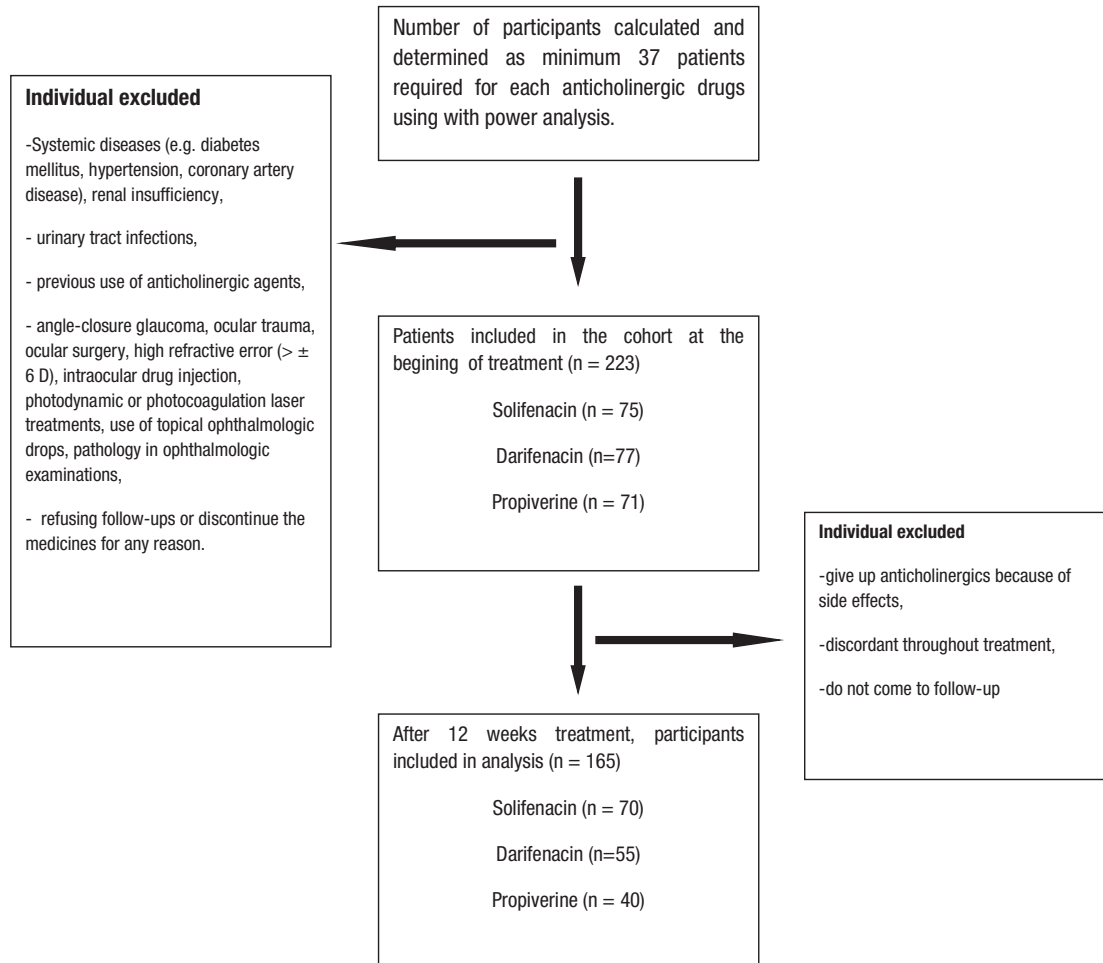 Number of participants calculated and
determined as minimum 37 patients
required for each anticholinergic drugs
using with power analysis.
Individual excluded
-Systemic diseases (e.g. diabetes
mellitus, hypertension, coronary artery
disease), renal insufficiency,
- urinary tract infections,
- previous use of anticholinergic agents,
- angle-closure glaucoma, ocular trauma,
ocular surgery, high refractive error (> ±
6 D), intraocular drug injection,
photodynamic or photocoagulation laser
treatments, use of topical ophthalmologic
drops, pathology in ophthalmologic
examinations,
- refusing follow-ups or discontinue the
medicines for any reason.
Patients included in the cohort at the
begining of treatment (n = 223)
Solifenacin (n = 75)
Darifenacin (n=77)
Propiverine (n = 71)
Individual excluded
-give up anticholinergics because of
side effects,
-discordant throughout treatment,
-do not come to follow-up
After 12 weeks treatment, participants
included in analysis (n = 165)
Solifenacin (n = 70)
Darifenacin (n=55)
Propiverine (n = 40)